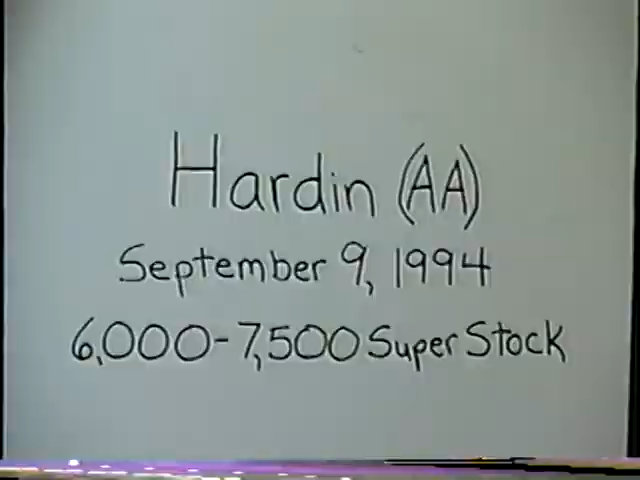 Hardin (AA)
September 9, 1994
6,000-7,500 Super Stock